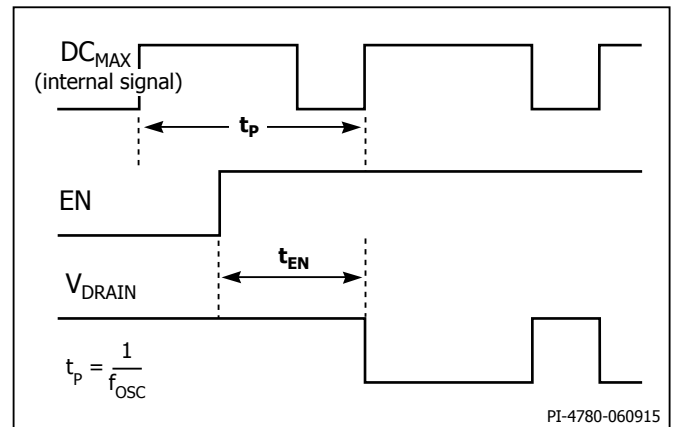 DCMAX
(internal signal)
tP
EN
tEN
VDRAIN
tP = 1
fOSC
PI-4780-060915